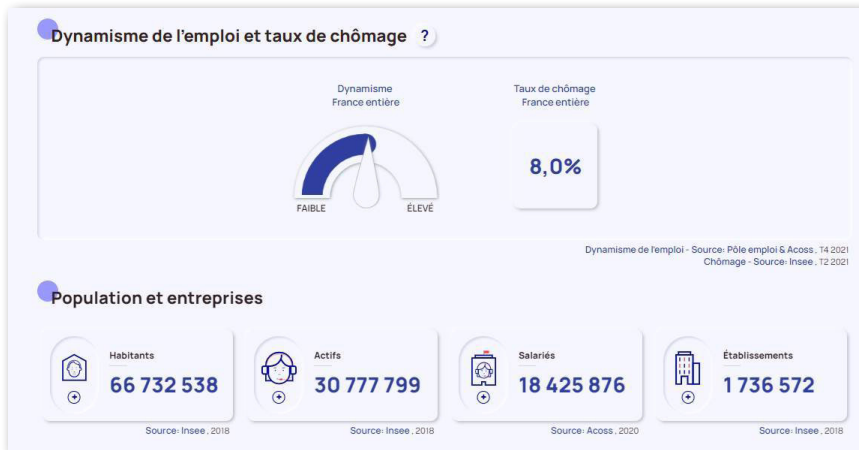 Dynamisme de l'emploi et taux de chômage ?
Dynamisme
France entière
Taux de chômage
France entière
8,0%
FAIBLE
ÉLEVÉ
Dynamisme de l'emploi - Source: Pôle emploi & Acoss , T4 2021
Chômage - Source: Insee , T2 2021
Population et entreprises
Habitants
66 732 538
Source: Insee , 2018
Actifs
30 777 799
Source: Insee , 2018
Salariés
18 425 876
Source: Acoss , 2020
Établissements
1 736 572
Source: Insee , 2018